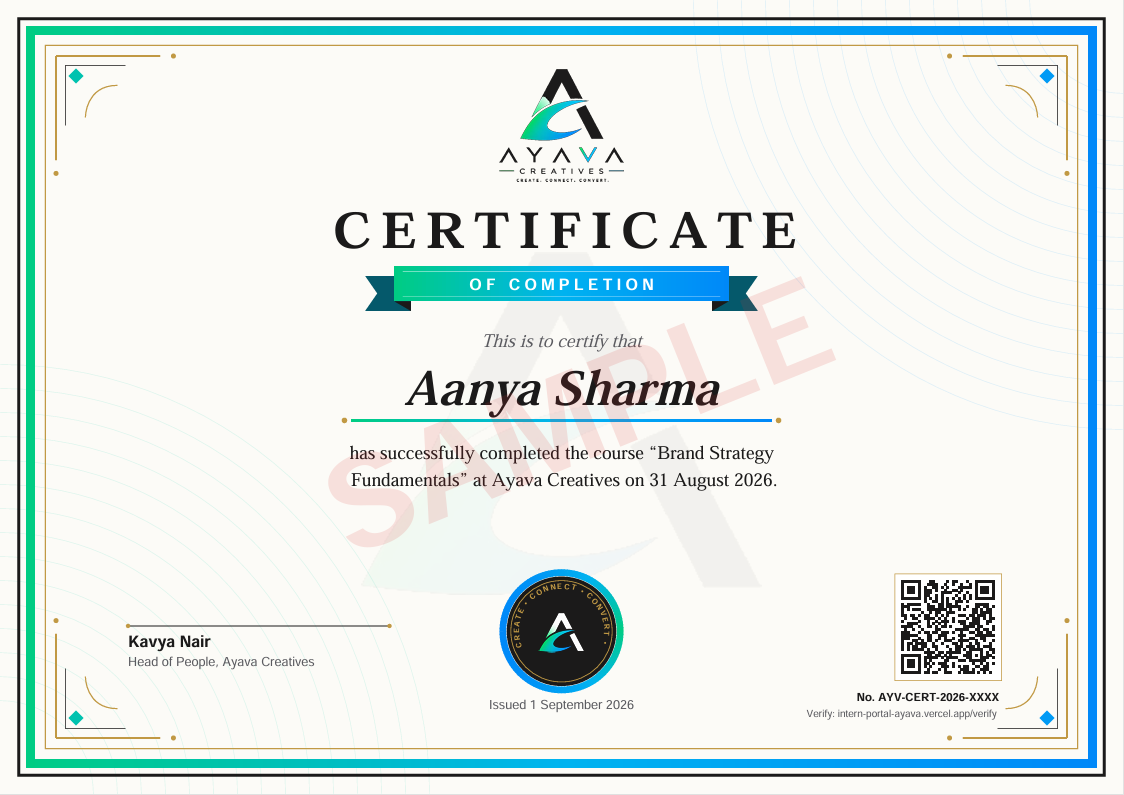 AYAVA
CREATIVES
CREATE. CONNECT. CONVERT.
CERTIFICATE
OF COMPLETION
This is to certify that
Aanya Sharma
SAMPLE
has successfully completed the course “Brand Strategy
Fundamentals” at Ayava Creatives on 31 August 2026.
CREATE • CONNECT • CONVERT •
Kavya Nair
Head of People, Ayava Creatives
Issued 1 September 2026
No. AYV-CERT-2026-XXXX
Verify: intern-portal-ayava.vercel.app/verify